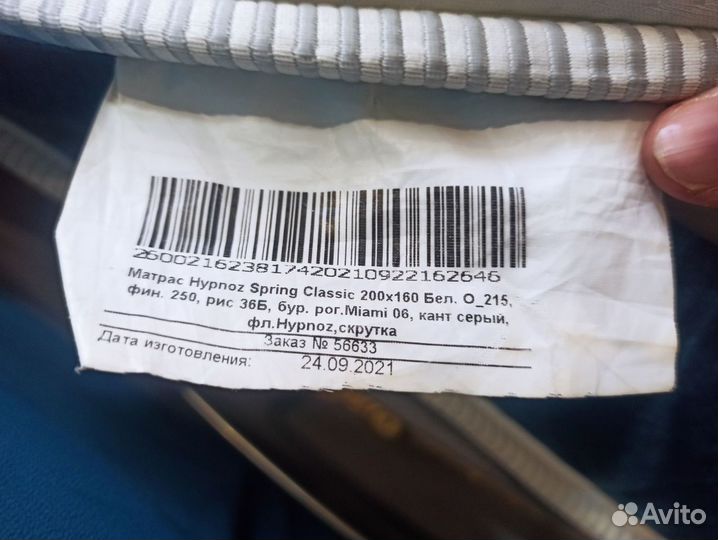 260021623817420210922162646
Матрас Hypnoz Spring Classic 200x160 Бел. О_215,
фин. 250, рис 36Б, бур. рог.Miami 06, кант серый,
фл.Hypnoz,скрутка
Заказ № 56633
Дата изготовления: 24.09.2021
Avito